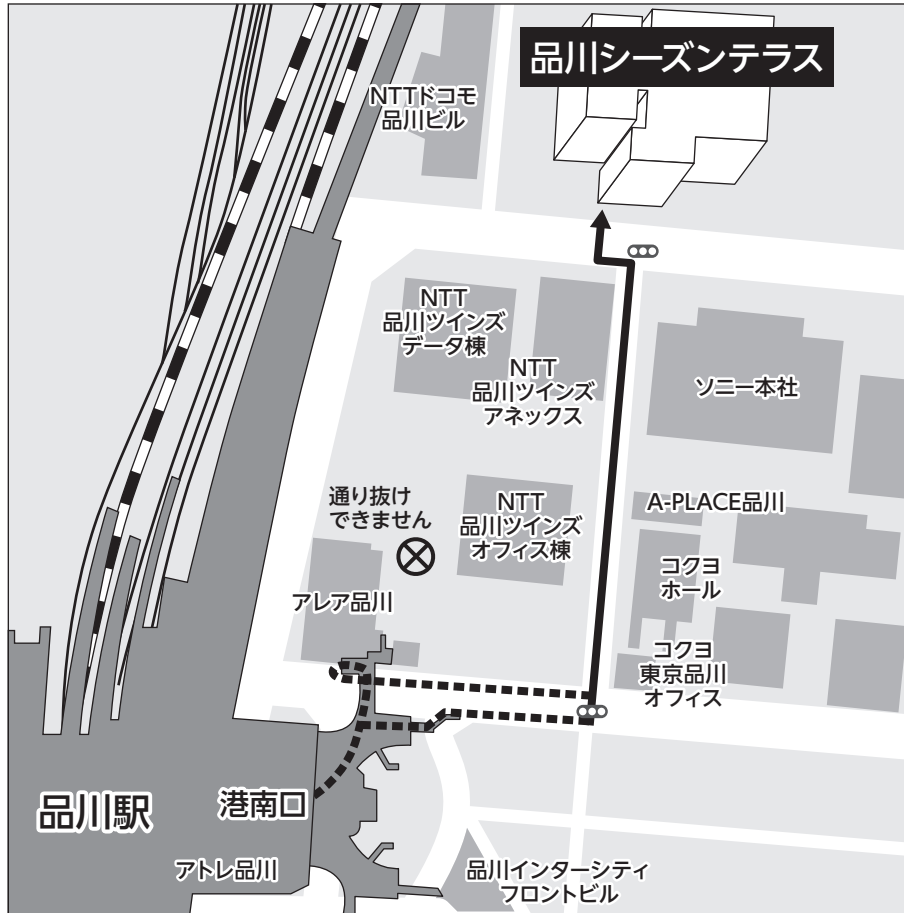 品川シーズンテラス
NTTドコモ
品川ビル
NTT
品川ツインズ
データ棟
NTT
品川ツインズ
アネックス
ソニー本社
通り抜け
できません
NTT
品川ツインズ
オフィス棟
A-PLACE品川
コクヨ
ホール
アレア品川
コクヨ
東京品川
オフィス
品川駅
港南口
アトレ品川
品川インターシティ
フロントビル